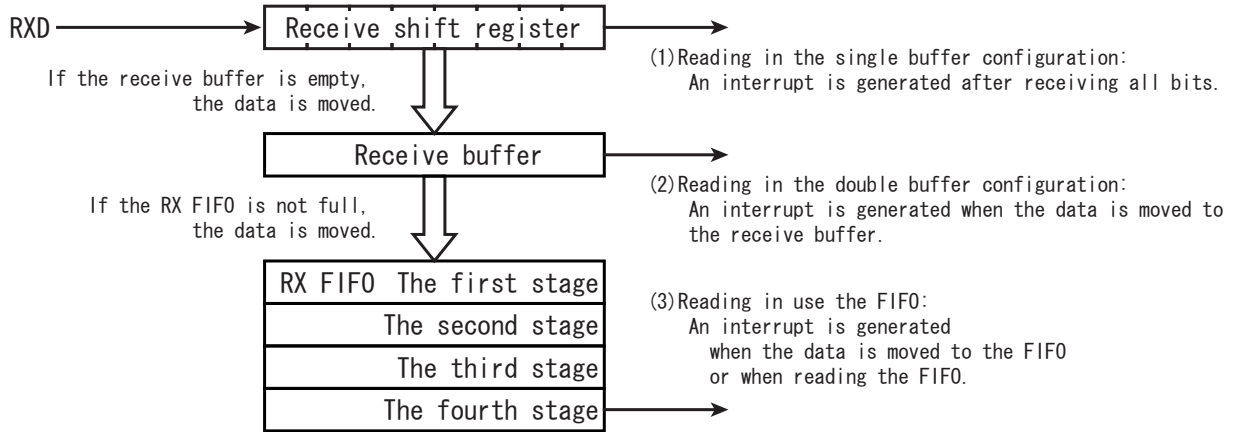 RXD
Receive shift register
(1)Reading in the single buffer configuration:
An interrupt is generated after receiving all bits.
If the receive buffer is empty,
the data is moved.
Receive buffer
(2)Reading in the double buffer configuration:
An interrupt is generated when the data is moved to
the receive buffer.
If the RX FIFO is not full,
the data is moved.
RX FIFO The first stage
The second stage
The third stage
The fourth stage
(3)Reading in use the FIFO:
An interrupt is generated
when the data is moved to the FIFO
or when reading the FIFO.